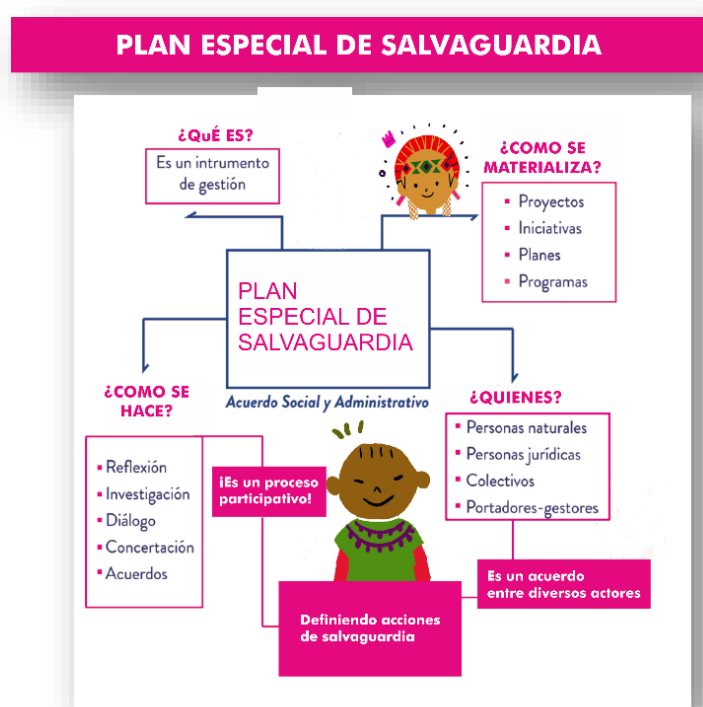 PLAN ESPECIAL DE SALVAGUARDIA
¿QuÉ ES?
Es un intrumento
de gestión
¿COMO SE
MATERIALIZA?
▪ Proyectos
▪ Iniciativas
▪ Planes
▪ Programas
PLAN
ESPECIAL DE
SALVAGUARDIA
Acuerdo Social y Administrativo
¿COMO SE
HACE?
▪ Reflexión
▪ Investigación
▪ Diálogo
▪ Concertación
▪ Acuerdos
¡Es un proceso
participativo!
¿QUIENES?
▪ Personas naturales
▪ Personas jurídicas
▪ Colectivos
▪ Portadores-gestores
Es un acuerdo
entre diversos actores
Definiendo acciones
de salvaguardia